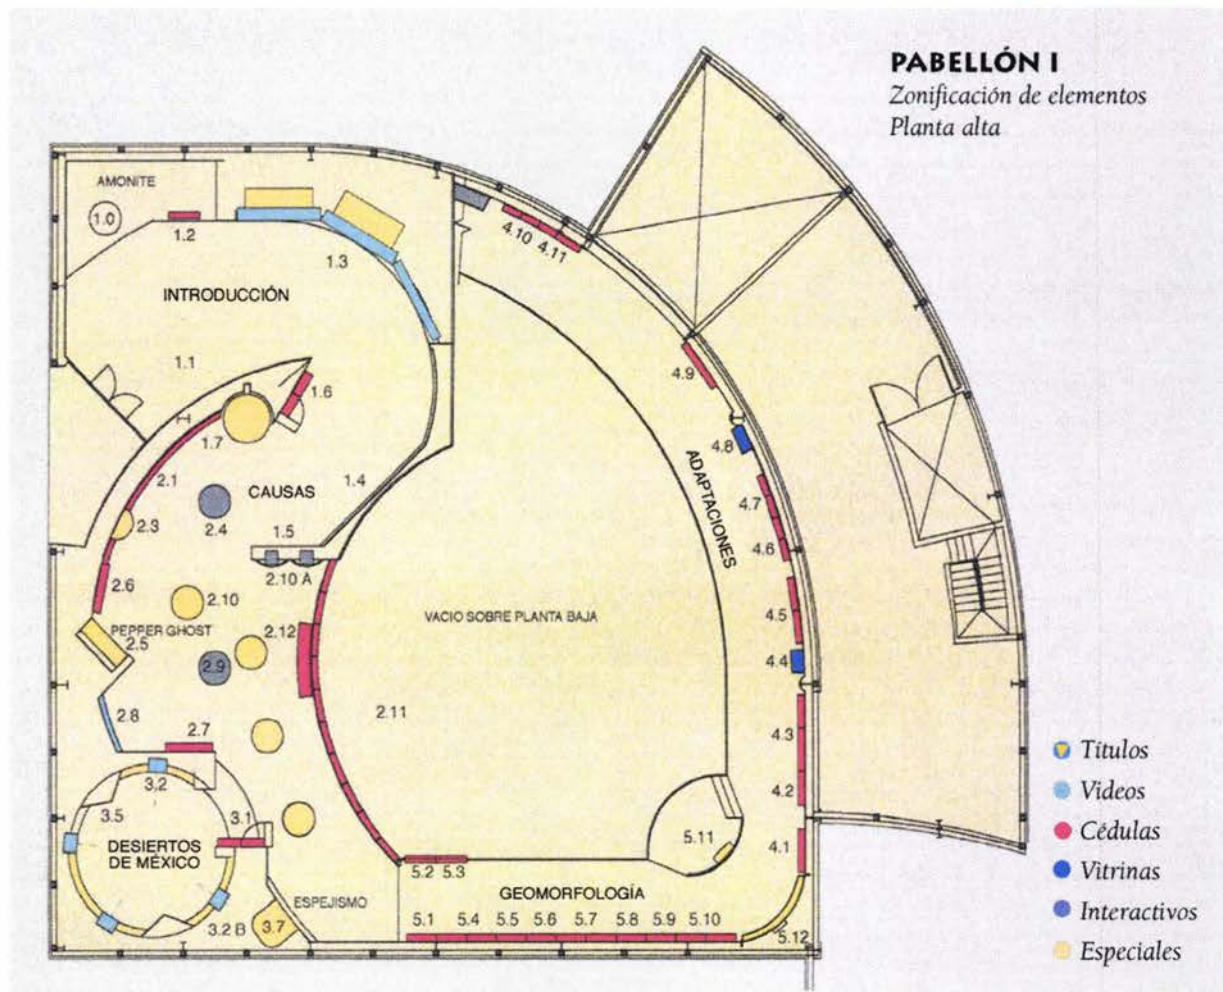 PABELLÓN I
Zonificación de elementos
Planta alta
AMONITE
1.0
1.2
1.3
4.10
4.11
INTRODUCCIÓN
1.1
1.6
4.9
1.7
4.8
2.1
CAUSAS
1.4
ADAPTACIONES
2.3
2.4
1.5
4.7
4.6
2.10 A
2.6
2.10
VACIO SOBRE PLANTA BAJA
4.5
PEPPER GHOST
2.12
2.5
2.9
4.4
2.8
2.7
2.11
4.3
3.2
4.2
3.5
3.1
DESIERTOS
DE MÉXICO
5.11
4.1
5.2
5.3
GEOMORFOLOGÍA
ESPEJISMO
3.2 B
3.7
5.1
5.4
5.5
5.6
5.7
5.8
5.9
5.10
5.12
Títulos
Videos
Cédulas
Vitrinas
Interactivos
Especiales